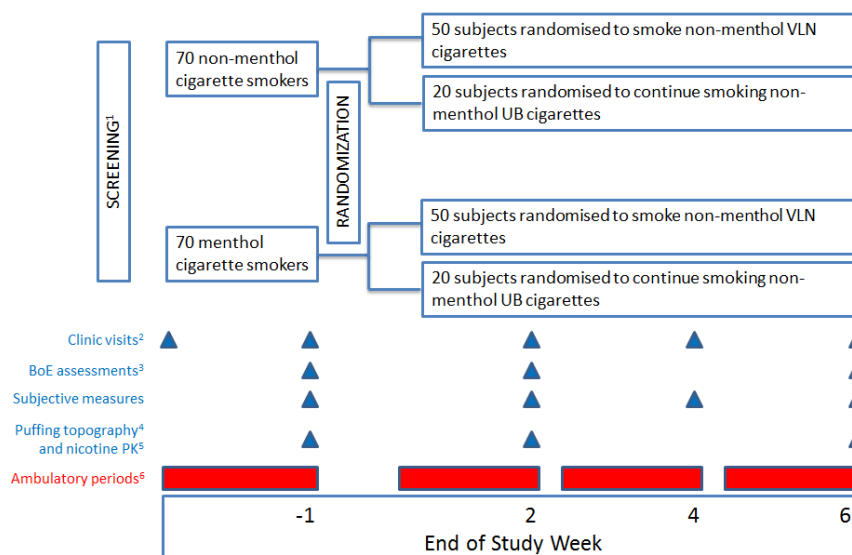 SCREENING¹
70 non-menthol
cigarette smokers
RANDOMIZATION
50 subjects randomised to smoke non-menthol VLN
cigarettes
20 subjects randomised to continue smoking non-
menthol UB cigarettes
70 menthol
cigarette smokers
50 subjects randomised to smoke non-menthol VLN
cigarettes
20 subjects randomised to continue smoking non-
menthol UB cigarettes
Clinic visits²
BoE assessments³
Subjective measures
Puffing topography⁴
and nicotine PK⁵
Ambulatory periods⁶
-1 2 4 6
End of Study Week